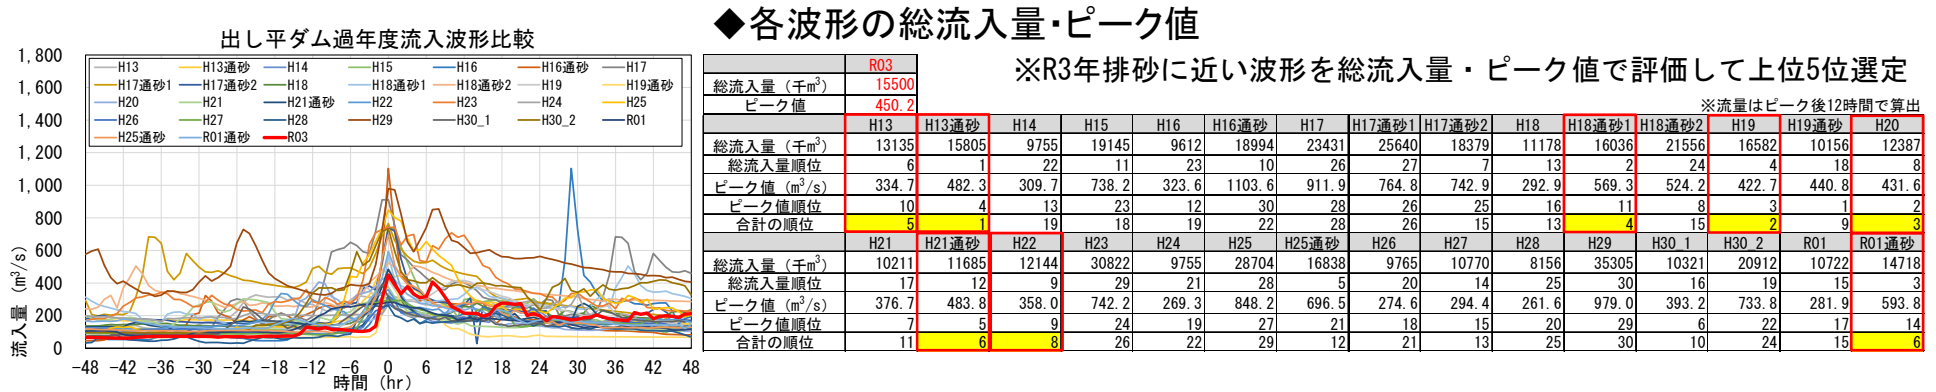 ◆各波形の総流入量・ピーク値
出し平ダム過年度流入波形比較
※R3年排砂に近い波形を総流入量・ピーク値で評価して上位5位選定
1,800
1,600
1,400
1,200
1,000
800
600
400
200
0
流入量 (m³/s)
H13 H13通砂 H14 H15 H16 H16通砂 H17
H17通砂1 H17通砂2 H18 H18通砂1 H18通砂2 H19 H19通砂
H20 H21 H21通砂 H22 H23 H24 H25
H26 H27 H28 H29 H30_1 H30_2 R01
H25通砂 R01通砂 R03
-48 -42 -36 -30 -24 -18 -12 -6 0 6 12 18 24 30 36 42 48
時間 (hr)
R03
総流入量 (千m³) 15500
ピーク値 450.2
※流量はピーク後12時間で算出
H13 H13通砂 H14 H15 H16 H16通砂 H17 H17通砂1 H17通砂2 H18 H18通砂1 H18通砂2 H19 H19通砂 H20
総流入量 (千m³) 13135 15805 9755 19145 9612 18994 23431 25640 18379 11178 16036 21556 16582 10156 12387
総流入量順位 6 1 22 11 23 10 26 27 7 13 2 24 4 18 8
ピーク値 (m³/s) 334.7 482.3 309.7 738.2 323.6 1103.6 911.9 764.8 742.9 292.9 569.3 524.2 422.7 440.8 431.6
ピーク値順位 10 4 13 23 12 30 28 26 25 16 11 8 3 1 2
合計の順位 5 1 19 18 19 22 28 26 15 13 4 15 2 9 3
H21 H21通砂 H22 H23 H24 H25 H25通砂 H26 H27 H28 H29 H30_1 H30_2 R01 R01通砂
総流入量 (千m³) 10211 11685 12144 30822 9755 28704 16838 9765 10770 8156 35305 10321 20912 10722 14718
総流入量順位 17 12 9 29 21 28 5 20 14 25 30 16 19 15 3
ピーク値 (m³/s) 376.7 483.8 358.0 742.2 269.3 848.2 696.5 274.6 294.4 261.6 979.0 393.2 733.8 281.9 593.8
ピーク値順位 7 5 9 24 19 27 21 18 15 20 29 6 22 17 14
合計の順位 11 6 8 26 22 29 12 21 13 25 30 10 24 15 6